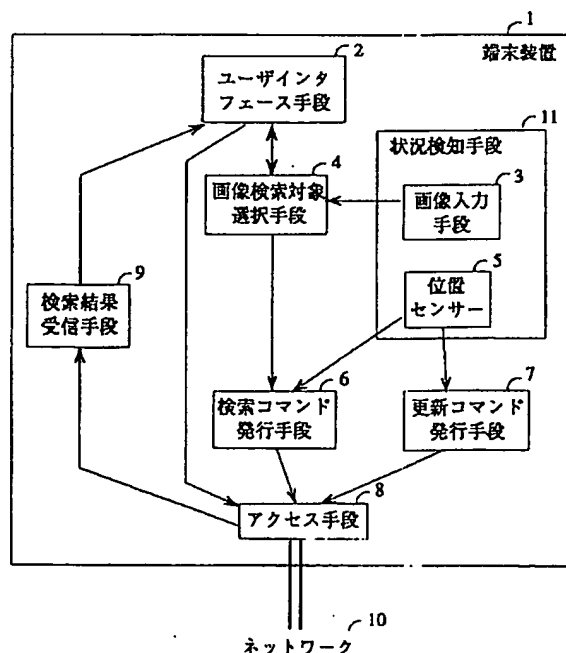 1
端末装置
2
ユーザインタ
フェース手段
11
状況検知手段
4
画像検索対象
選択手段
3
画像入力
手段
9
検索結果
受信手段
5
位置
センサー
6
検索コマンド
発行手段
7
更新コマンド
発行手段
8
アクセス手段
10
ネットワーク